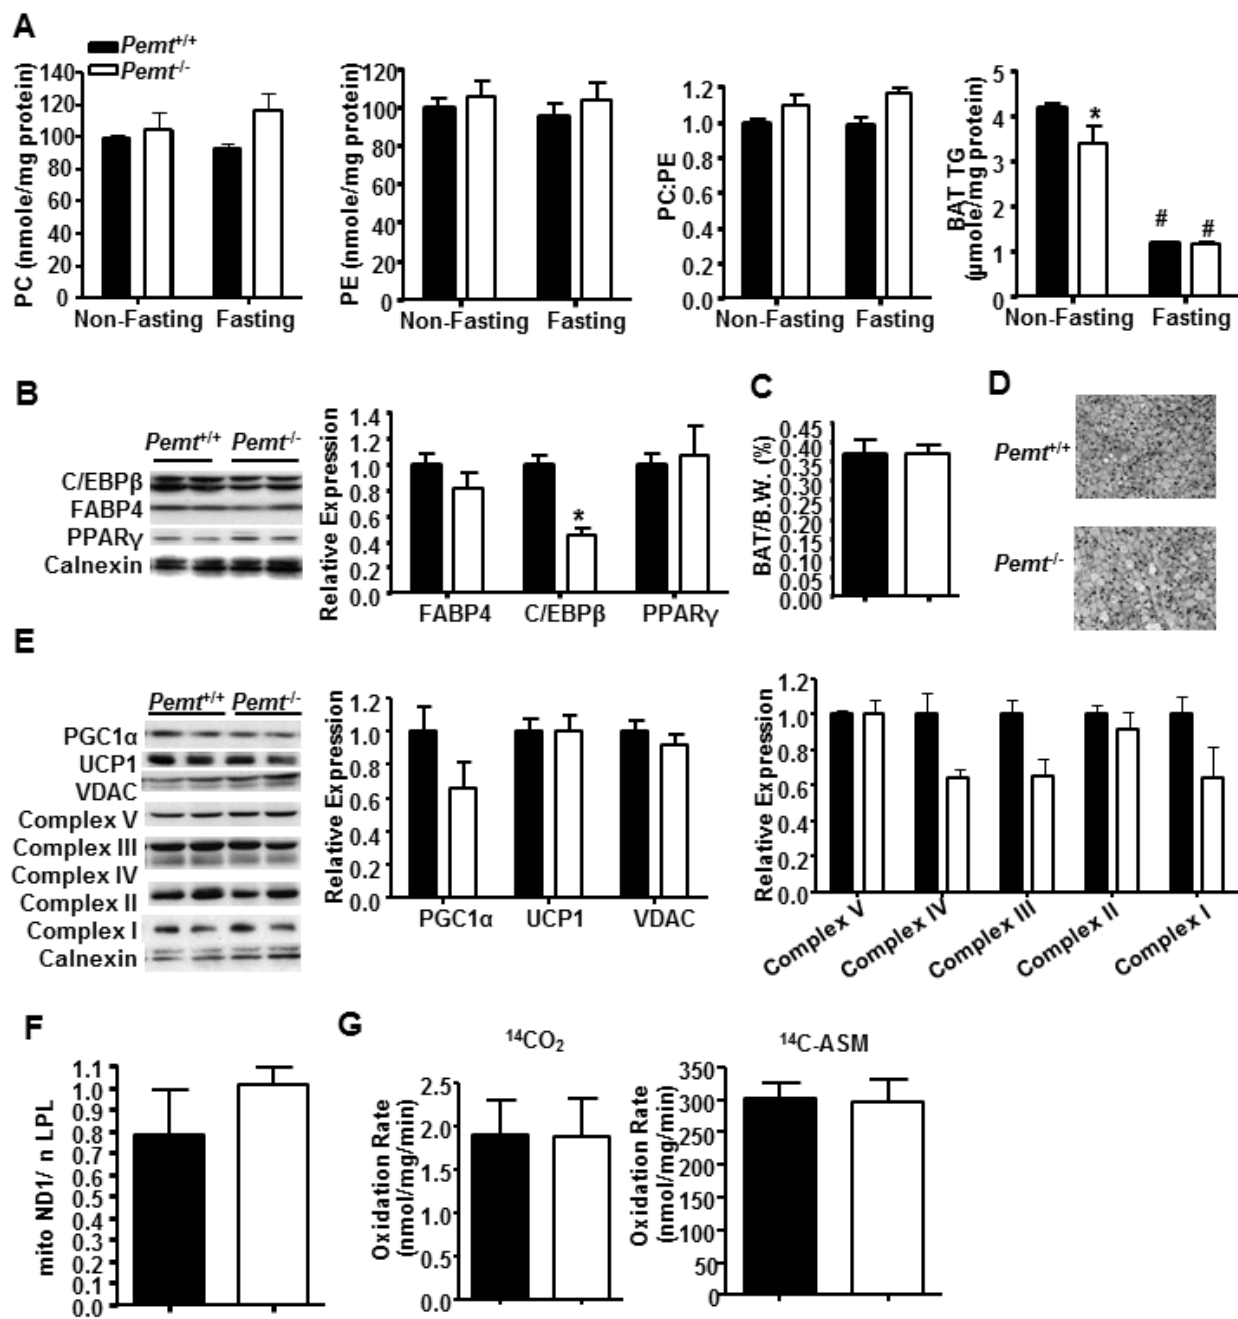 A
Pemt+/+
Pemt-/-
PC (nmole/mg protein)
140
120
100
80
60
40
20
0
Non-Fasting Fasting
PE (nmole/mg protein)
120
100
80
60
40
20
0
Non-Fasting Fasting
PC:PE
1.2
1.0
0.8
0.6
0.4
0.2
0.0
Non-Fasting Fasting
BAT TG
(µmole/mg protein)
5
4
3
2
1
0
*
# #
Non-Fasting Fasting
B
Pemt+/+ Pemt-/-
C/EBPβ
FABP4
PPARγ
Calnexin
Relative Expression
1.4
1.2
1.0
0.8
0.6
0.4
0.2
0.0
*
FABP4 C/EBPβ PPARγ
C
BAT/B.W. (%)
0.45
0.40
0.35
0.30
0.25
0.20
0.15
0.10
0.05
0.00
D
Pemt+/+
Pemt-/-
E
Pemt+/+ Pemt-/-
PGC1α
UCP1
VDAC
Complex V
Complex III
Complex IV
Complex II
Complex I
Calnexin
Relative Expression
1.2
1.0
0.8
0.6
0.4
0.2
0.0
PGC1α UCP1 VDAC
Relative Expression
1.2
1.0
0.8
0.6
0.4
0.2
0.0
Complex V
Complex IV
Complex III
Complex II
Complex I
F
mito ND1/ n LPL
1.1
1.0
0.9
0.8
0.7
0.6
0.5
0.4
0.3
0.2
0.1
0.0
G
14CO2
Oxidation Rate
(nmol/mg/min)
2.5
2.0
1.5
1.0
0.5
0.0
14C-ASM
Oxidation Rate
(nmol/mg/min)
350
300
250
200
150
100
50
0